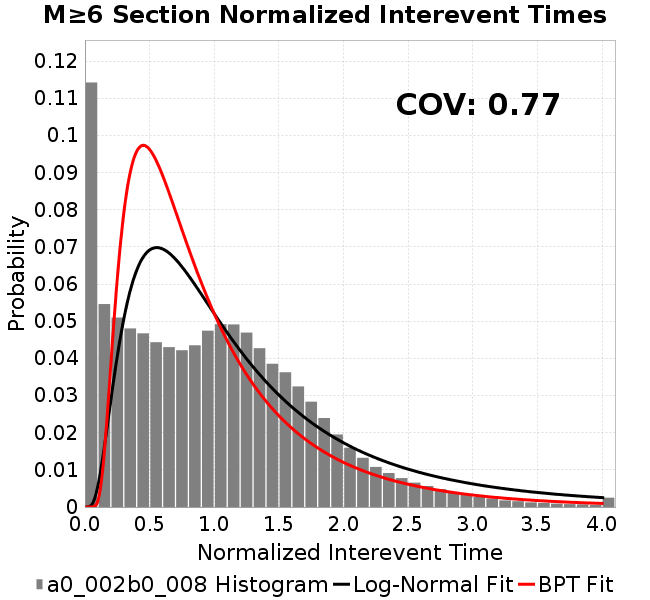 M≥6 Section Normalized Interevent Times
COV: 0.77
Probability
0.12
0.11
0.1
0.09
0.08
0.07
0.06
0.05
0.04
0.03
0.02
0.01
0
0.0 0.5 1.0 1.5 2.0 2.5 3.0 3.5 4.0
Normalized Interevent Time
a0_002b0_008 Histogram Log-Normal Fit BPT Fit